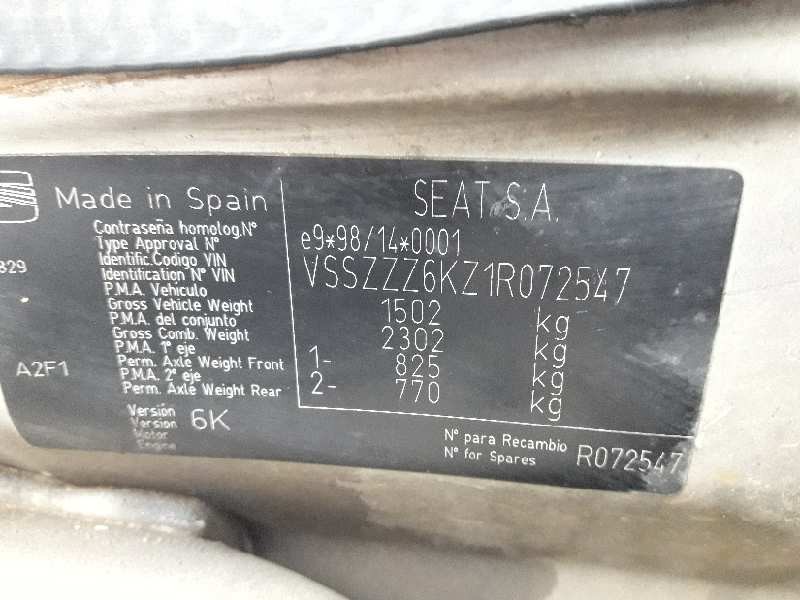 Made in Spain
SEAT S.A.
Contraseña homolog.N°
Type Approval N°
e9*98/14*0001
829
Identific.Codigo VIN
Identification N° VIN
VSSZZZ6KZ1R072547
P.M.A. Vehiculo
Gross Vehicle Weight
1502 kg
P.M.A. del conjunto
Gross Comb. Weight
2302 kg
A2F1
P.M.A. 1ª eje
Perm. Axle Weight Front
1- 825 kg
P.M.A. 2ª eje
Perm. Axle Weight Rear
2- 770 kg
Versión
Version
6K
Motor
Engine
N° para Recambio
N° for Spares
R072547